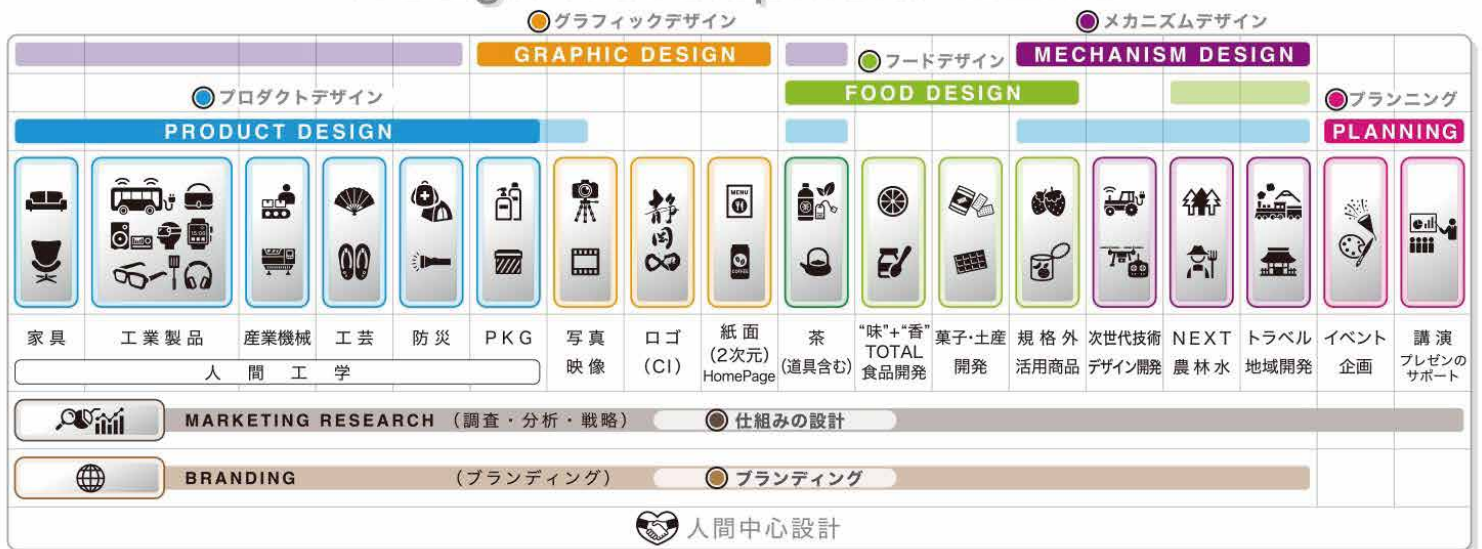 グラフィックデザイン
メカニズムデザイン
GRAPHIC DESIGN
フードデザイン
MECHANISM DESIGN
プロダクトデザイン
FOOD DESIGN
プランニング
PRODUCT DESIGN
PLANNING
静岡
MENU
茶
COFFEE
家具
工業製品
産業機械
工芸
防災
PKG
写真
映像
ロゴ
(CI)
紙面
(2次元)
HomePage
茶
(道具含む)
“味”+“香”
TOTAL
食品開発
菓子・土産
開発
規格外
活用商品
次世代技術
デザイン開発
NEXT
農林水
トラベル
地域開発
イベント
企画
講演
プレゼンの
サポート
人間工学
MARKETING RESEARCH (調査・分析・戦略)
仕組みの設計
BRANDING (ブランディング)
ブランディング
人間中心設計